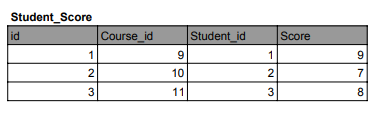 Student_Score
id Course_id Student_id Score
1 9 1 9
2 10 2 7
3 11 3 8